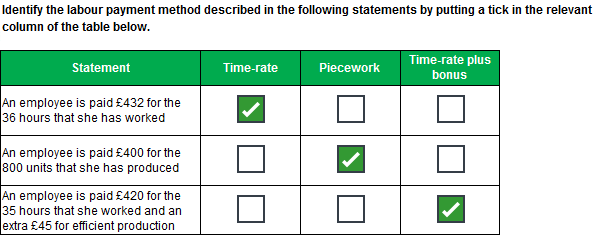 Identify the labour payment method described in the following statements by putting a tick in the relevant
column of the table below.
Statement
Time-rate
Piecework
Time-rate plus
bonus
An employee is paid £432 for the
36 hours that she has worked
An employee is paid £400 for the
800 units that she has produced
An employee is paid £420 for the
35 hours that she worked and an
extra £45 for efficient production